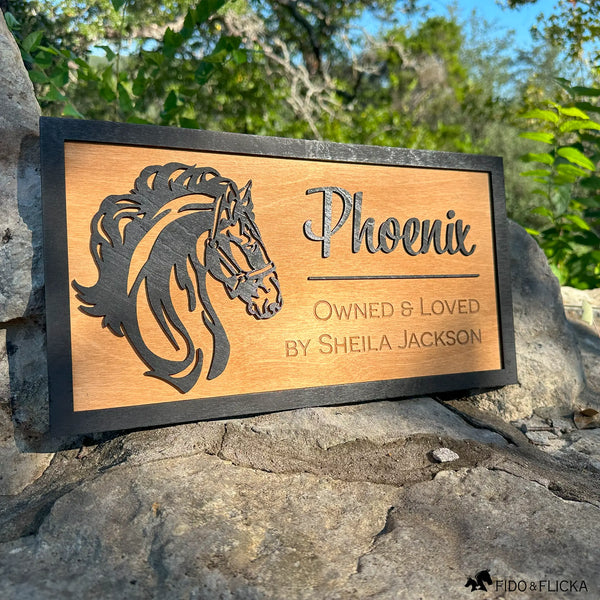 Phoenix
Owned & Loved
by Sheila Jackson
FIDO & FLICKA